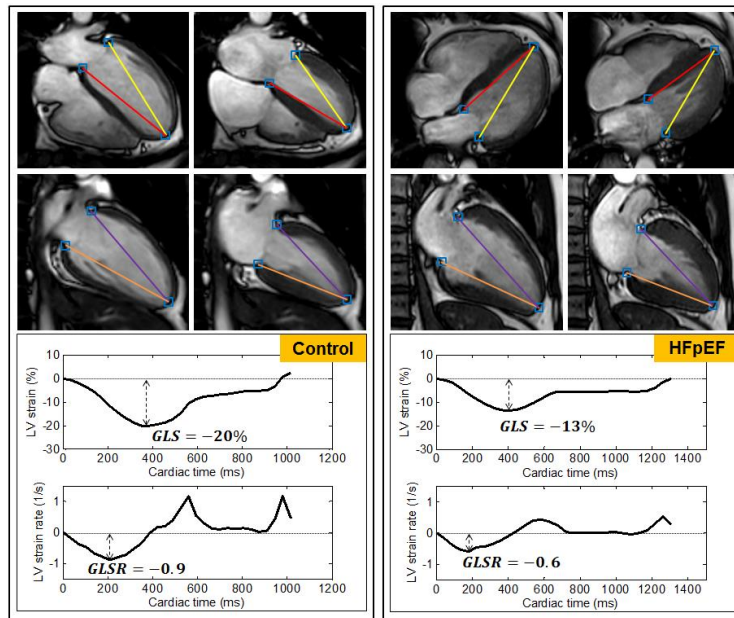 Control
10
0
-10
-20
-30
LV strain (%)
GLS = −20%
0 200 400 600 800 1000 1200
Cardiac time (ms)
1
0
-1
LV strain rate (1/s)
GLSR = −0.9
0 200 400 600 800 1000 1200
Cardiac time (ms)
HFpEF
10
0
-10
-20
-30
LV strain (%)
GLS = −13%
0 200 400 600 800 1000 1200 1400
Cardiac time (ms)
1
0
-1
LV strain rate (1/s)
GLSR = −0.6
0 200 400 600 800 1000 1200 1400
Cardiac time (ms)